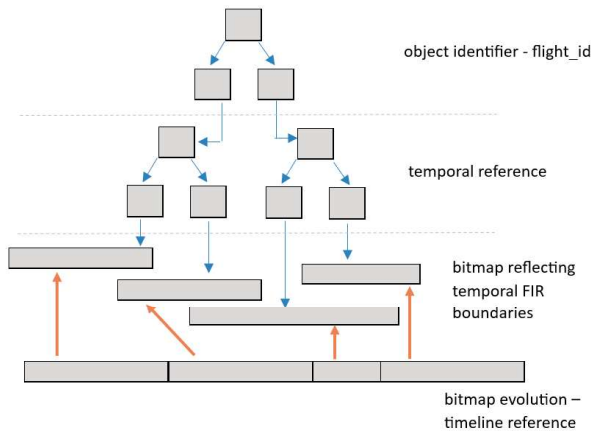 object identifier - flight_id
temporal reference
bitmap reflecting
temporal FIR
boundaries
bitmap evolution –
timeline reference